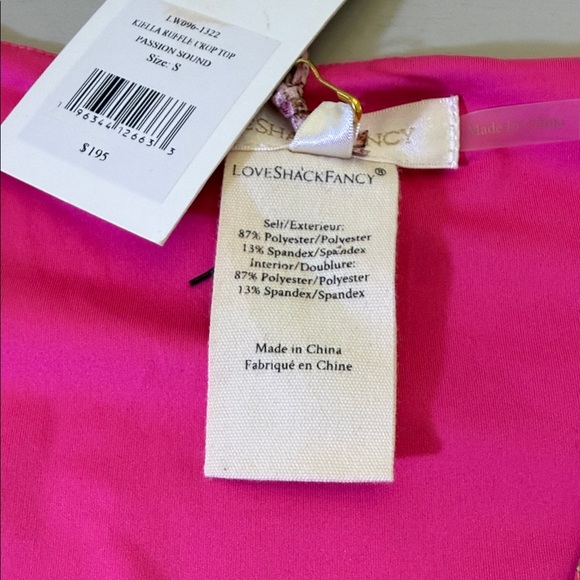 LW096-1322
KIELLA RUFFLE CROP TOP
PASSION SOUND
Size: S
1 96344 12663 3
$195
ESHACKFANCY
Made in China
LOVESHACKFANCY®
Self/Exterieur:
87% Polyester/Polyester
13% Spandex/Spandex
Interior/Doublure:
87% Polyester/Polyester
13% Spandex/Spandex
Made in China
Fabriqué en Chine